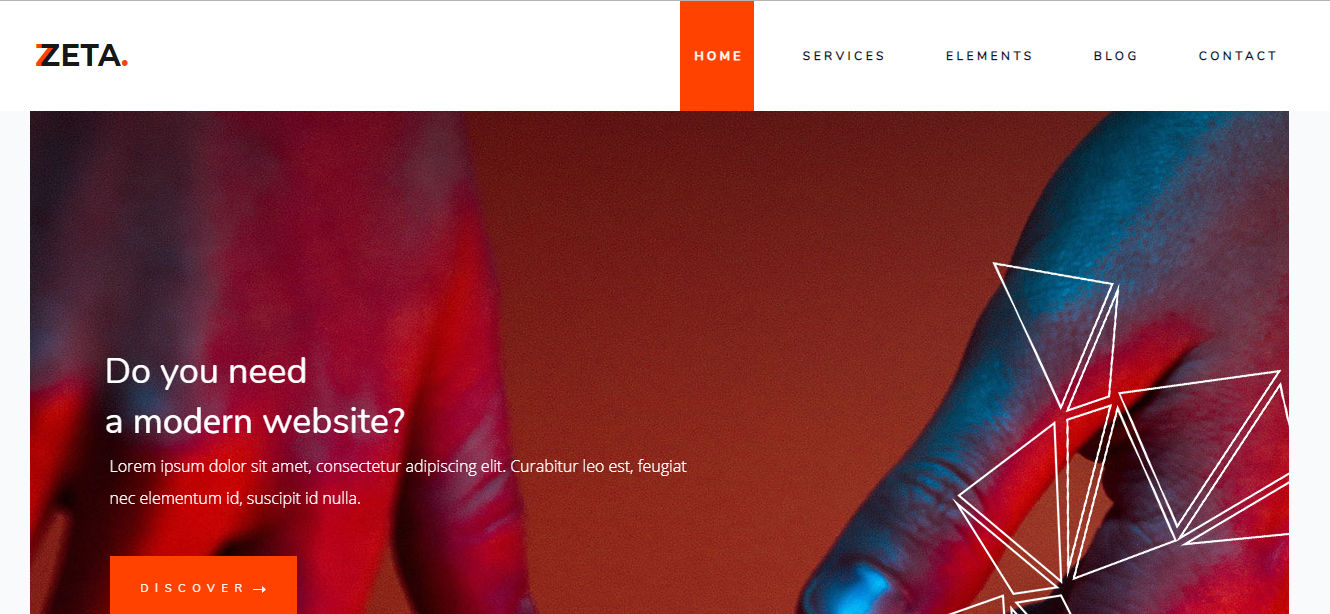 ZETA.
HOME SERVICES ELEMENTS BLOG CONTACT
Do you need
a modern website?
Lorem ipsum dolor sit amet, consectetur adipiscing elit. Curabitur leo est, feugiat
nec elementum id, suscipit id nulla.
DISCOVER →